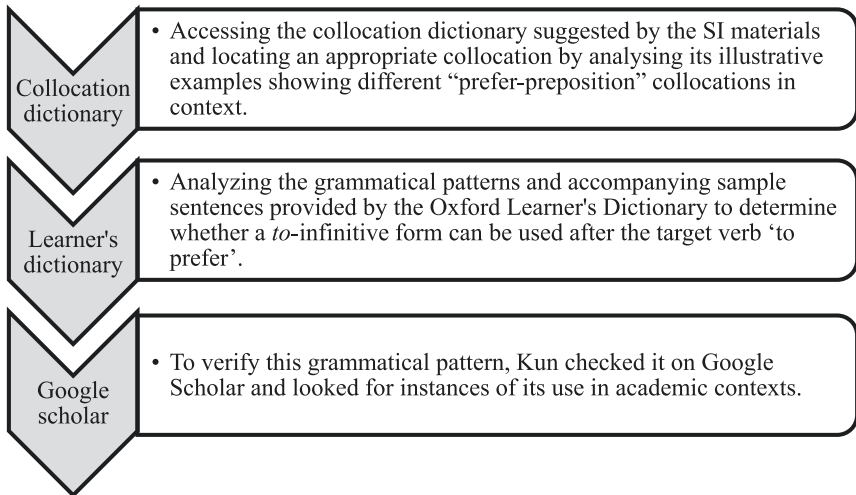 Collocation
dictionary
• Accessing the collocation dictionary suggested by the SI materials
and locating an appropriate collocation by analysing its illustrative
examples showing different “prefer-preposition” collocations in
context.
Learner's
dictionary
• Analyzing the grammatical patterns and accompanying sample
sentences provided by the Oxford Learner's Dictionary to determine
whether a to-infinitive form can be used after the target verb ‘to
prefer’.
Google
scholar
• To verify this grammatical pattern, Kun checked it on Google
Scholar and looked for instances of its use in academic contexts.